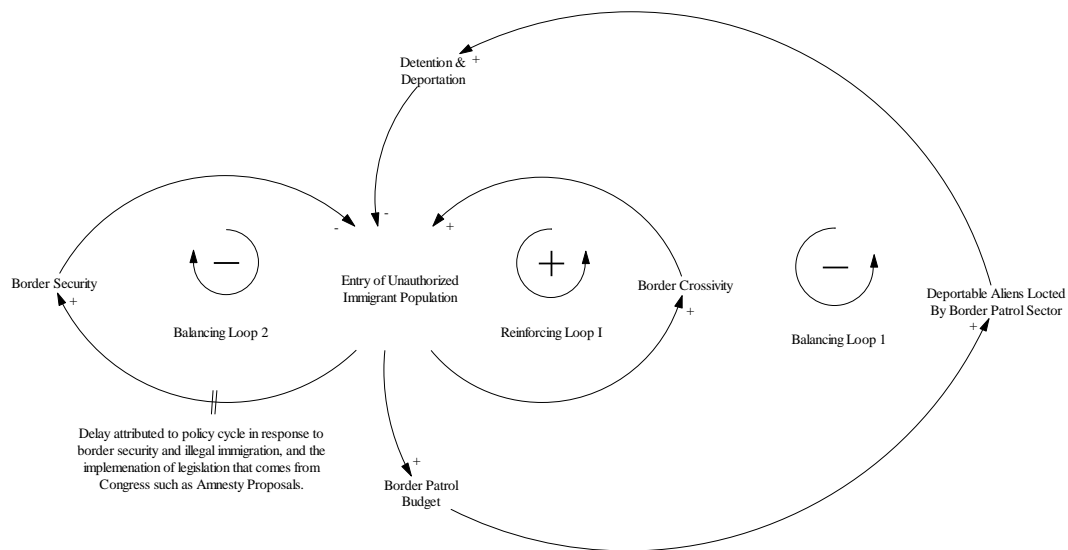 Detention &
Deportation
+
-
-
+
Border Security
+
Balancing Loop 2
Entry of Unauthorized
Immigrant Population
+
Reinforcing Loop I
Border Crossivity
+
Balancing Loop 1
Deportable Aliens Locted
By Border Patrol Sector
+
Delay attributed to policy cycle in response to
border security and illegal immigration, and the
implemenation of legislation that comes from
Congress such as Amnesty Proposals.
+
Border Patrol
Budget